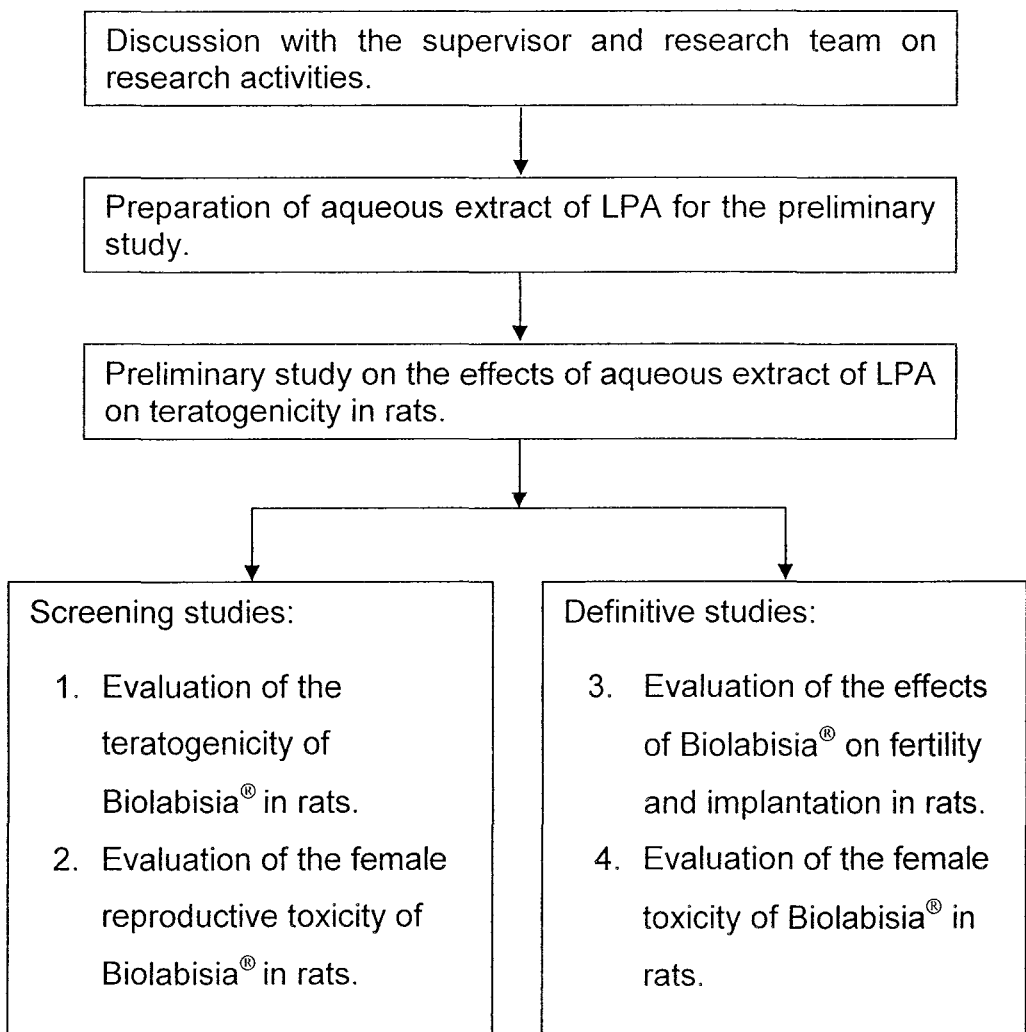 Discussion with the supervisor and research team on
research activities.
Preparation of aqueous extract of LPA for the preliminary
study.
Preliminary study on the effects of aqueous extract of LPA
on teratogenicity in rats.
Screening studies:
1. Evaluation of the
teratogenicity of
Biolabisia® in rats.
2. Evaluation of the female
reproductive toxicity of
Biolabisia® in rats.
Definitive studies:
3. Evaluation of the effects
of Biolabisia® on fertility
and implantation in rats.
4. Evaluation of the female
toxicity of Biolabisia® in
rats.